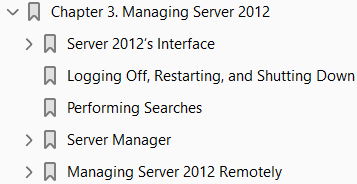 Chapter 3. Managing Server 2012
Server 2012's Interface
Logging Off, Restarting, and Shutting Down
Performing Searches
Server Manager
Managing Server 2012 Remotely